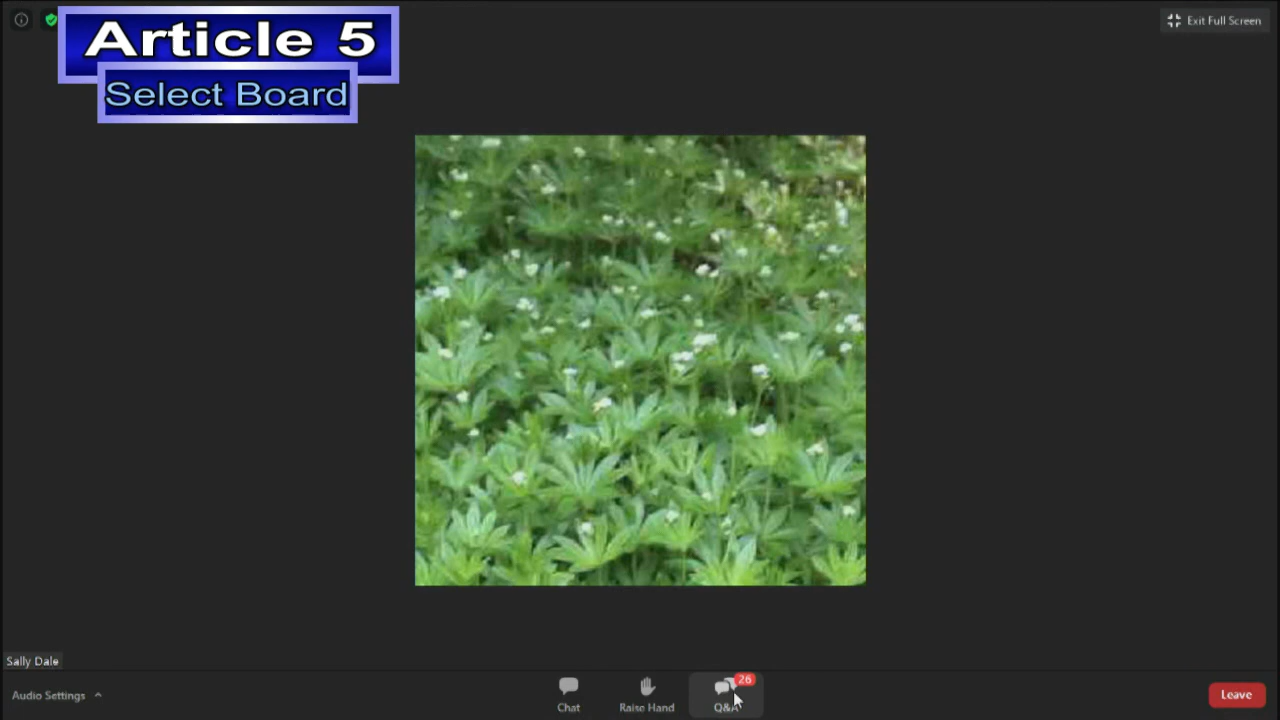 Article 5
Select Board
Exit Full Screen
Sally Dale
Audio Settings
Chat
Raise Hand
26
Q&A
Leave